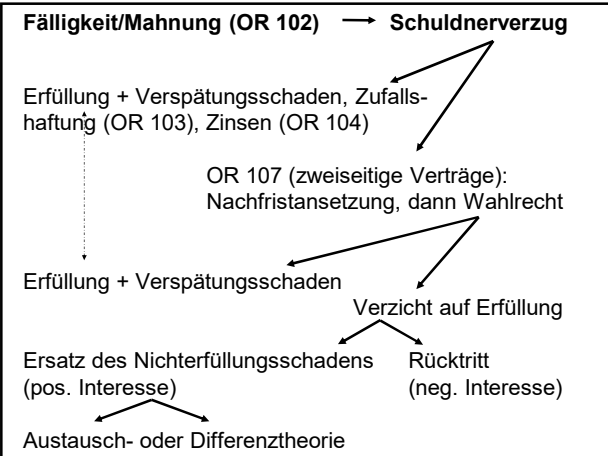 Fälligkeit/Mahnung (OR 102) Schuldnerverzug
Erfüllung + Verspätungsschaden, Zufalls-
haftung (OR 103), Zinsen (OR 104)
OR 107 (zweiseitige Verträge):
Nachfristansetzung, dann Wahlrecht
Erfüllung + Verspätungsschaden
Verzicht auf Erfüllung
Ersatz des Nichterfüllungsschadens
(pos. Interesse)
Rücktritt
(neg. Interesse)
Austausch- oder Differenztheorie